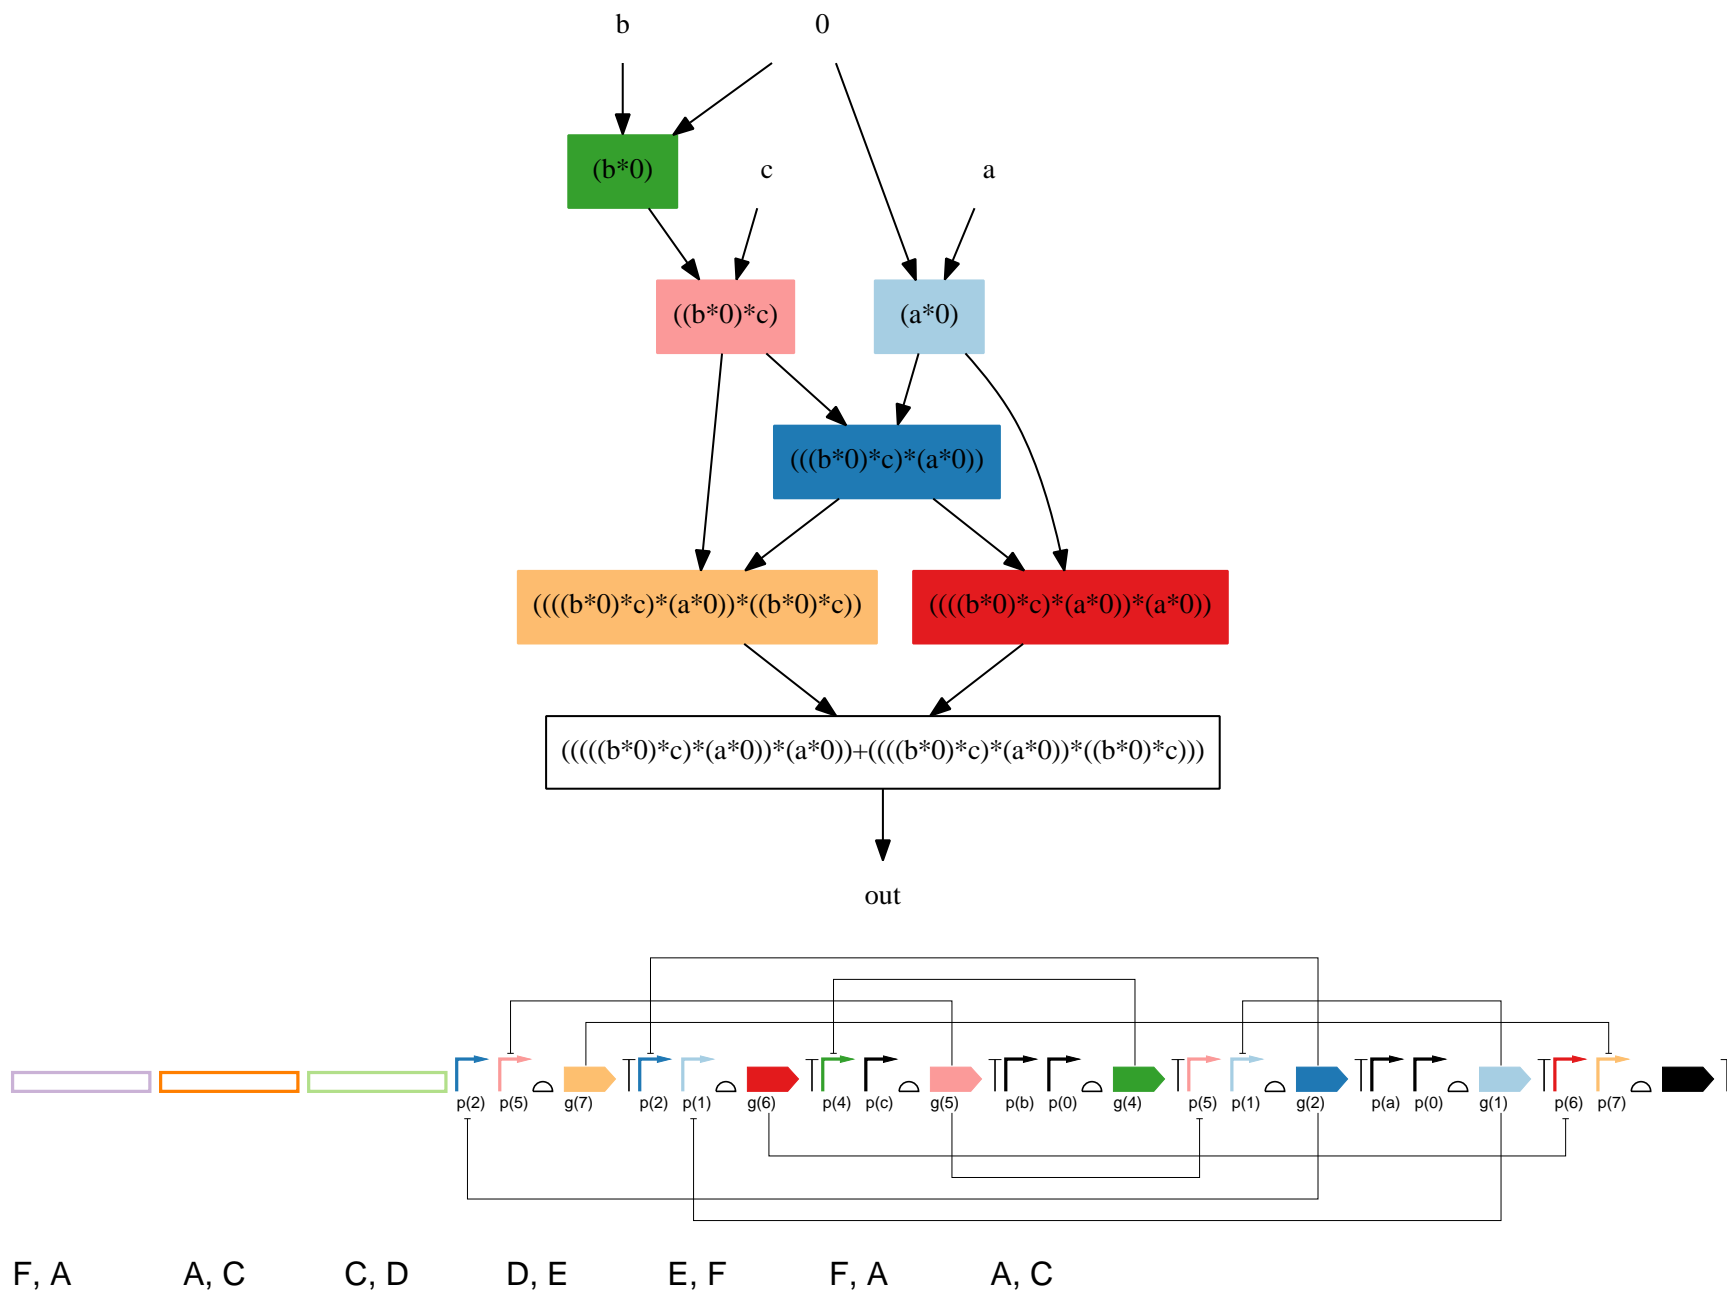 b 0
(b*0)
c a
((b*0)*c) (a*0)
(((b*0)*c)*(a*0))
((((b*0)*c)*(a*0))*((b*0)*c)) ((((b*0)*c)*(a*0))*(a*0))
(((((b*0)*c)*(a*0))*(a*0))+((((b*0)*c)*(a*0))*((b*0)*c)))
out
p(2) p(5) g(7) p(2) p(1) g(6) p(4) p(c) g(5) p(b) p(0) g(4) p(5) p(1) g(2) p(a) p(0) g(1) p(6) p(7)
F, A A, C C, D D, E E, F F, A A, C